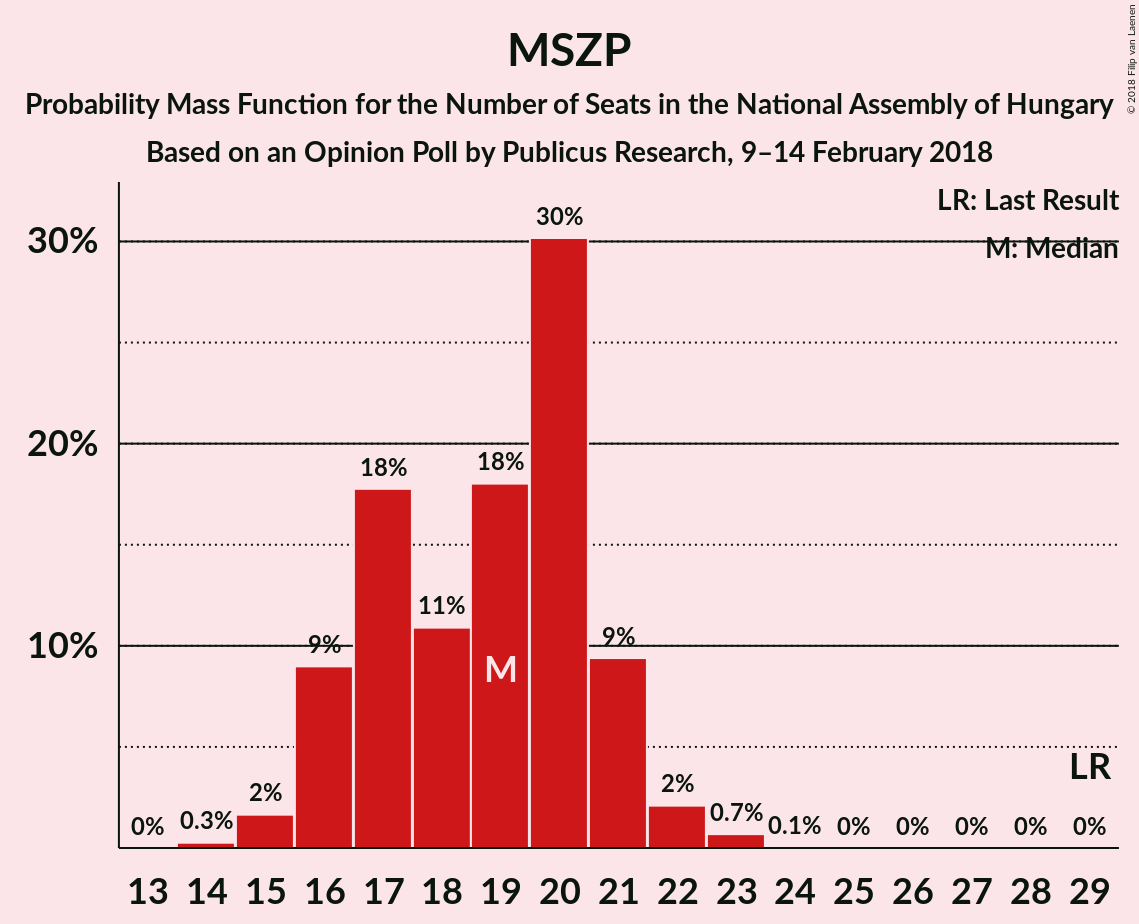 MSZP
Probability Mass Function for the Number of Seats in the National Assembly of Hungary
Based on an Opinion Poll by Publicus Research, 9–14 February 2018
© 2018 Filip van Laenen
LR: Last Result
M: Median
30%
20%
10%
0% 0.3% 2% 9% 18% 11% 18% 30% 9% 2% 0.7% 0.1% 0% 0% 0% 0% 0%
M
LR
13 14 15 16 17 18 19 20 21 22 23 24 25 26 27 28 29